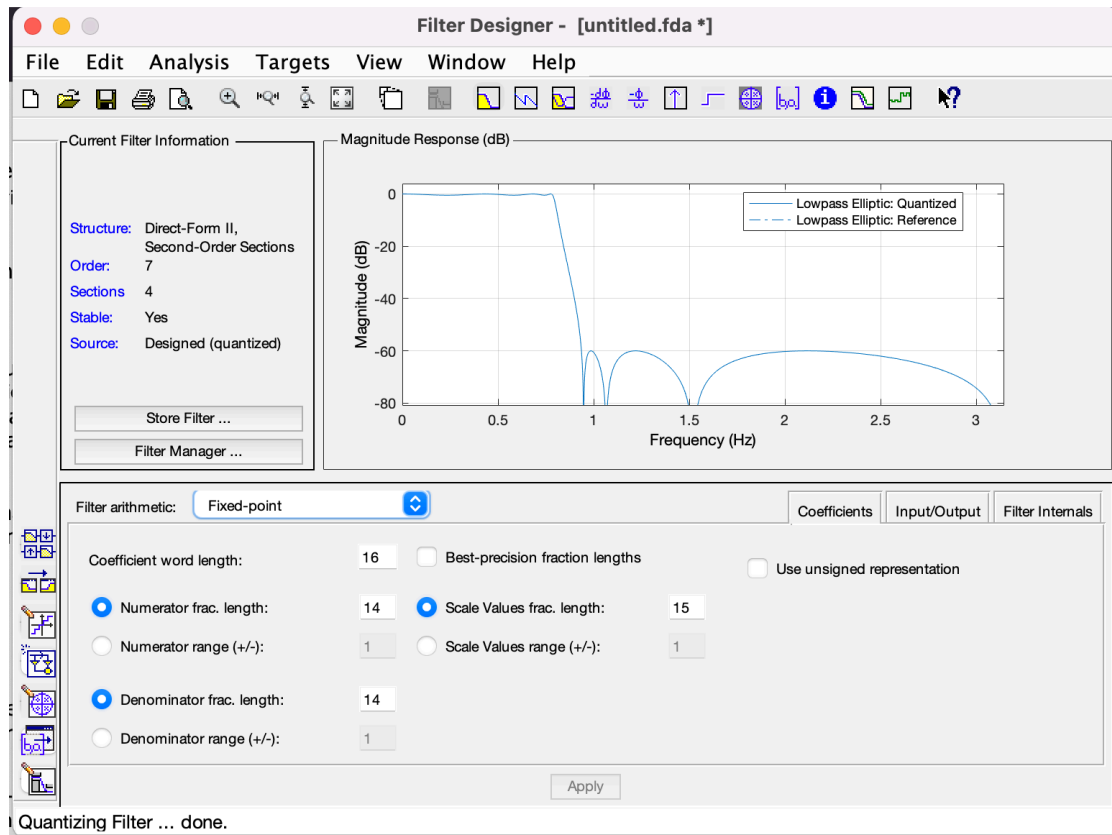 Filter Designer - [untitled.fda *]
File Edit Analysis Targets View Window Help
Current Filter Information
Structure: Direct-Form II,
Second-Order Sections
Order: 7
Sections 4
Stable: Yes
Source: Designed (quantized)
Store Filter ...
Filter Manager ...
Magnitude Response (dB)
Magnitude (dB)
0
-20
-40
-60
-80
0 0.5 1 1.5 2 2.5 3
Frequency (Hz)
Lowpass Elliptic: Quantized
Lowpass Elliptic: Reference
Filter arithmetic: Fixed-point
Coefficients Input/Output Filter Internals
Coefficient word length: 16 Best-precision fraction lengths Use unsigned representation
Numerator frac. length: 14 Scale Values frac. length: 15
Numerator range (+/-): 1 Scale Values range (+/-): 1
Denominator frac. length: 14
Denominator range (+/-): 1
Apply
Quantizing Filter ... done.